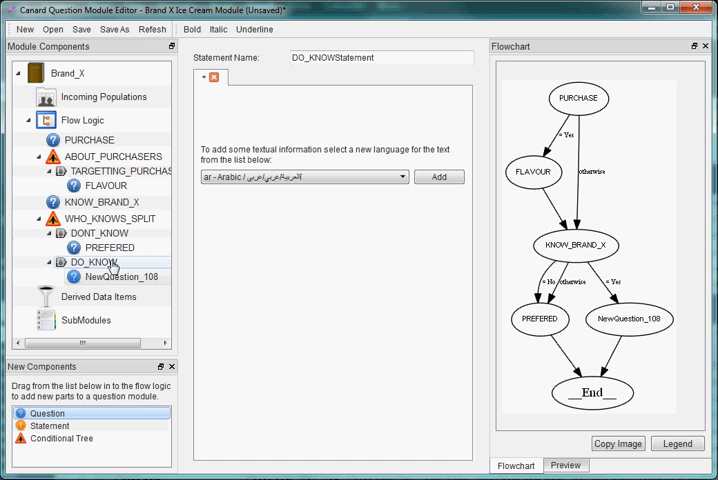 Canard Question Module Editor - Brand X Ice Cream Module (Unsaved)*
New Open Save Save As Refresh Bold Italic Underline
Module Components
Brand_X
Incoming Populations
Flow Logic
PURCHASE
ABOUT_PURCHASERS
TARGETTING_PURCHAS
FLAVOUR
KNOW_BRAND_X
WHO_KNOWS_SPLIT
DONT_KNOW
PREFERED
DO_KNOW
NewQuestion_108
Derived Data Items
SubModules
New Components
Drag from the list below in to the flow logic
to add new parts to a question module.
Question
Statement
Conditional Tree
Statement Name: DO_KNOWStatement
+
To add some textual information select a new language for the text
from the list below:
ar - Arabic / العربية/عربي/عربى
Add
Flowchart
PURCHASE
= Yes
FLAVOUR
otherwise
KNOW_BRAND_X
= No otherwise = Yes
PREFERED NewQuestion_108
__End__
Copy Image Legend
Flowchart Preview